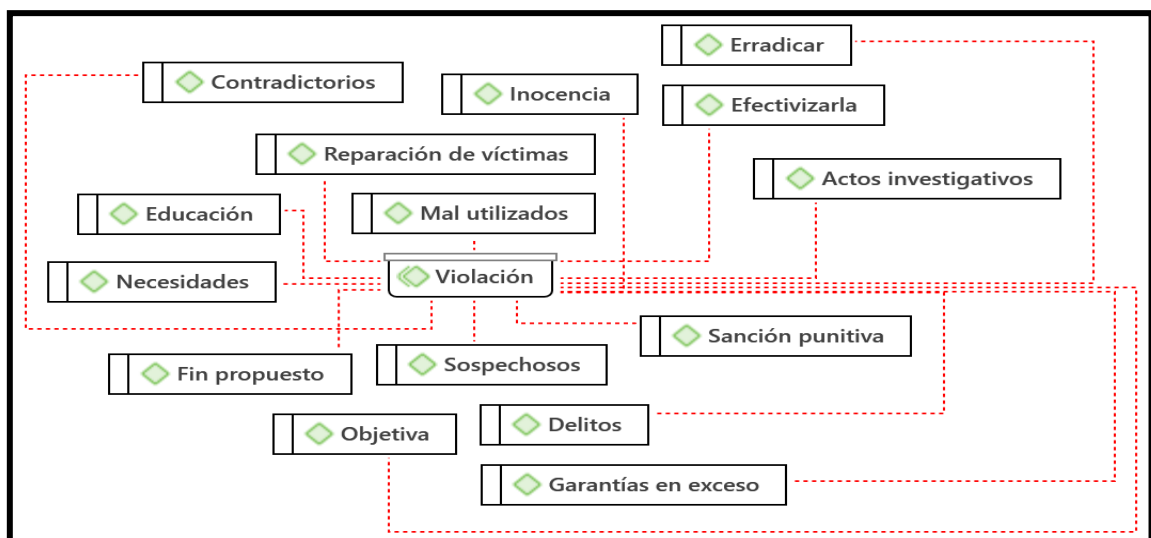 Erradicar
Contradictorios
Inocencia
Efectivizarla
Reparación de víctimas
Actos investigativos
Educación
Mal utilizados
Necesidades
Violación
Sanción punitiva
Fin propuesto
Sospechosos
Objetiva
Delitos
Garantías en exceso